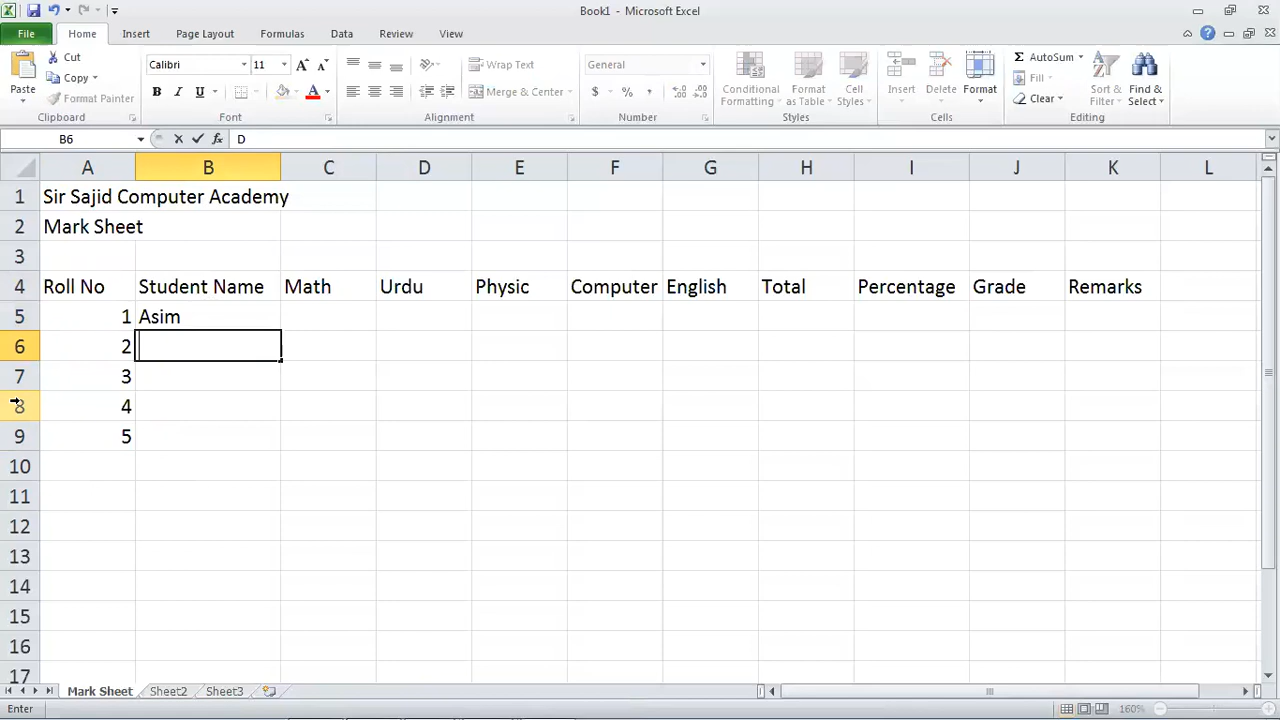 Book1 - Microsoft Excel
File Home Insert Page Layout Formulas Data Review View
Paste Cut Copy Format Painter Clipboard
Calibri 11 A A B I U A Font
Wrap Text Merge & Center Alignment
General $ % , Number
Conditional Formatting Format as Table Cell Styles Styles
Insert Delete Format Cells
Σ AutoSum Fill Clear Sort & Filter Find & Select Editing
B6 fx D
A B C D E F G H I J K L
1 Sir Sajid Computer Academy
2 Mark Sheet
3
4 Roll No Student Name Math Urdu Physic Computer English Total Percentage Grade Remarks
5 1 Asim
6 2
7 3
8 4
9 5
10
11
12
13
14
15
16
17
Mark Sheet Sheet2 Sheet3
Enter 160%